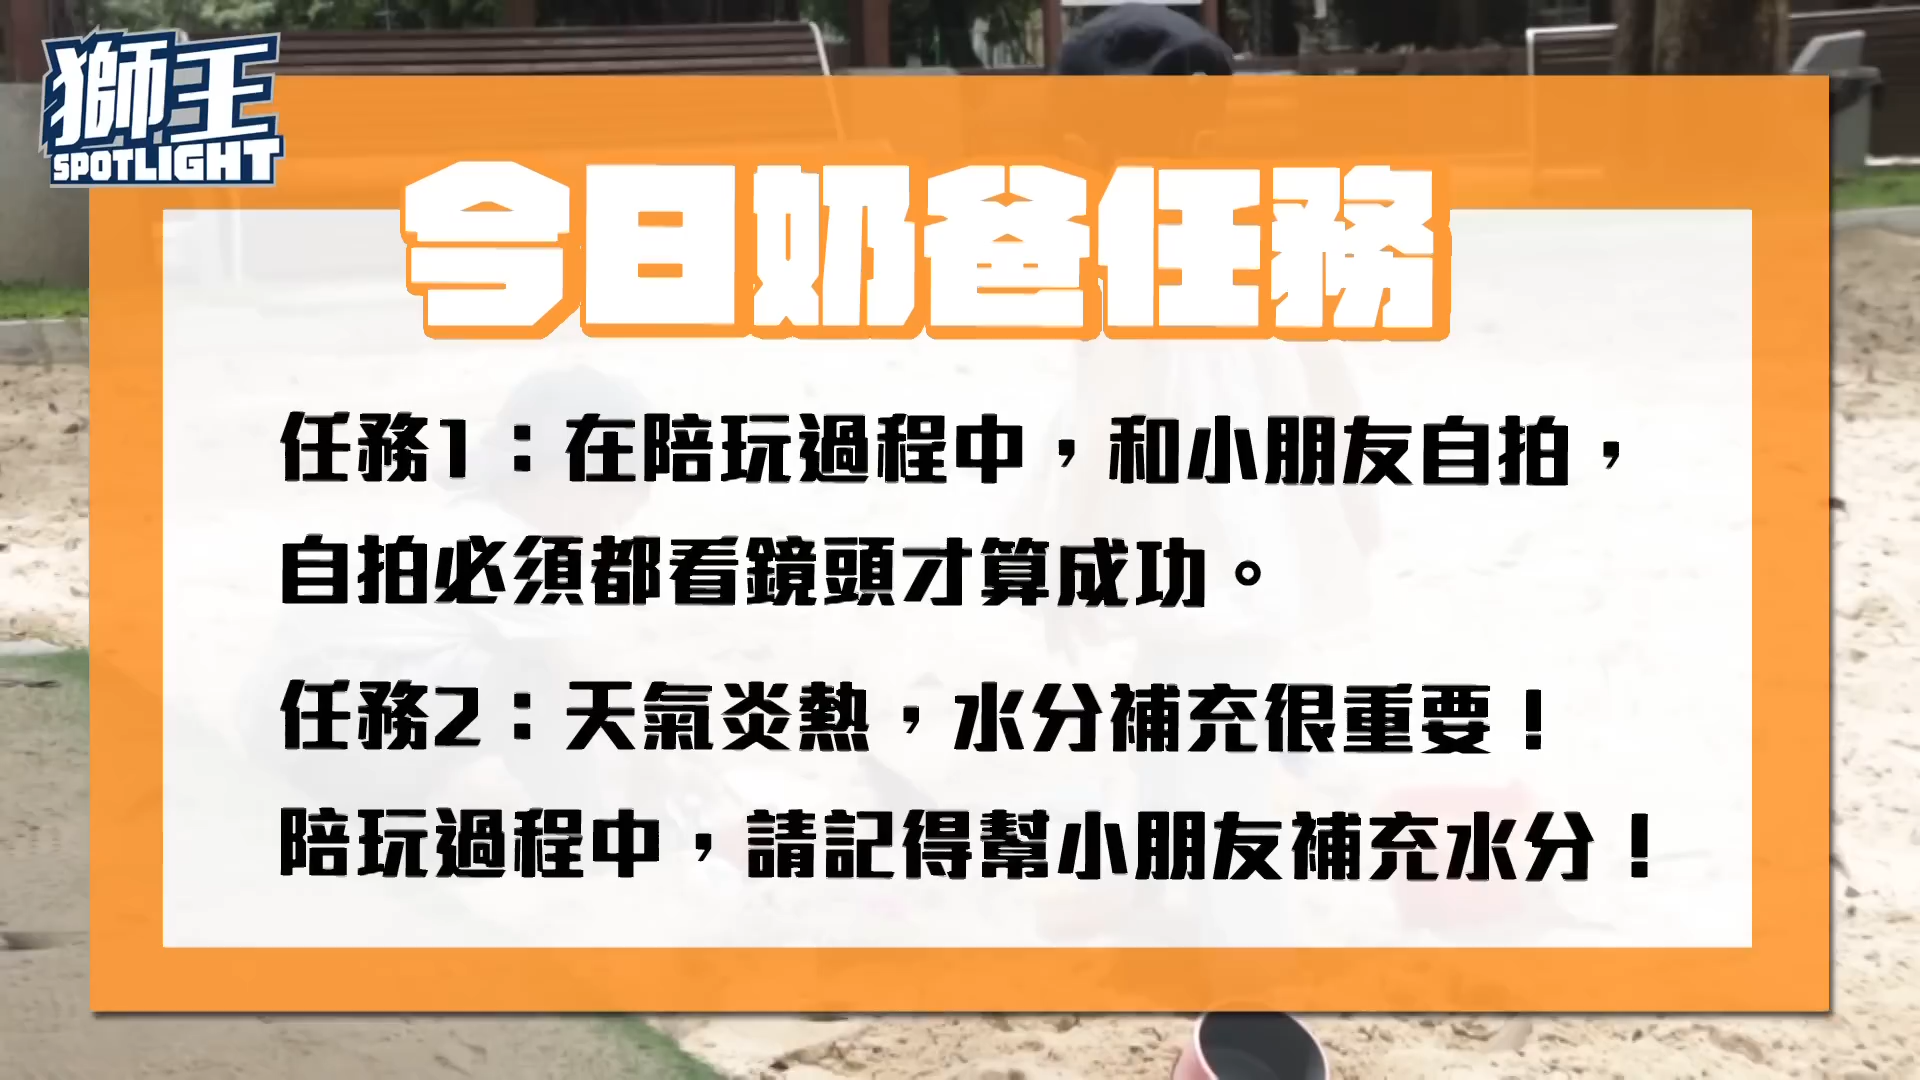 獅王
SPOTLIGHT
今日奶爸任務
任務1：在陪玩過程中，和小朋友自拍，
自拍必須都看鏡頭才算成功。
任務2：天氣炎熱，水分補充很重要！
陪玩過程中，請記得幫小朋友補充水分！